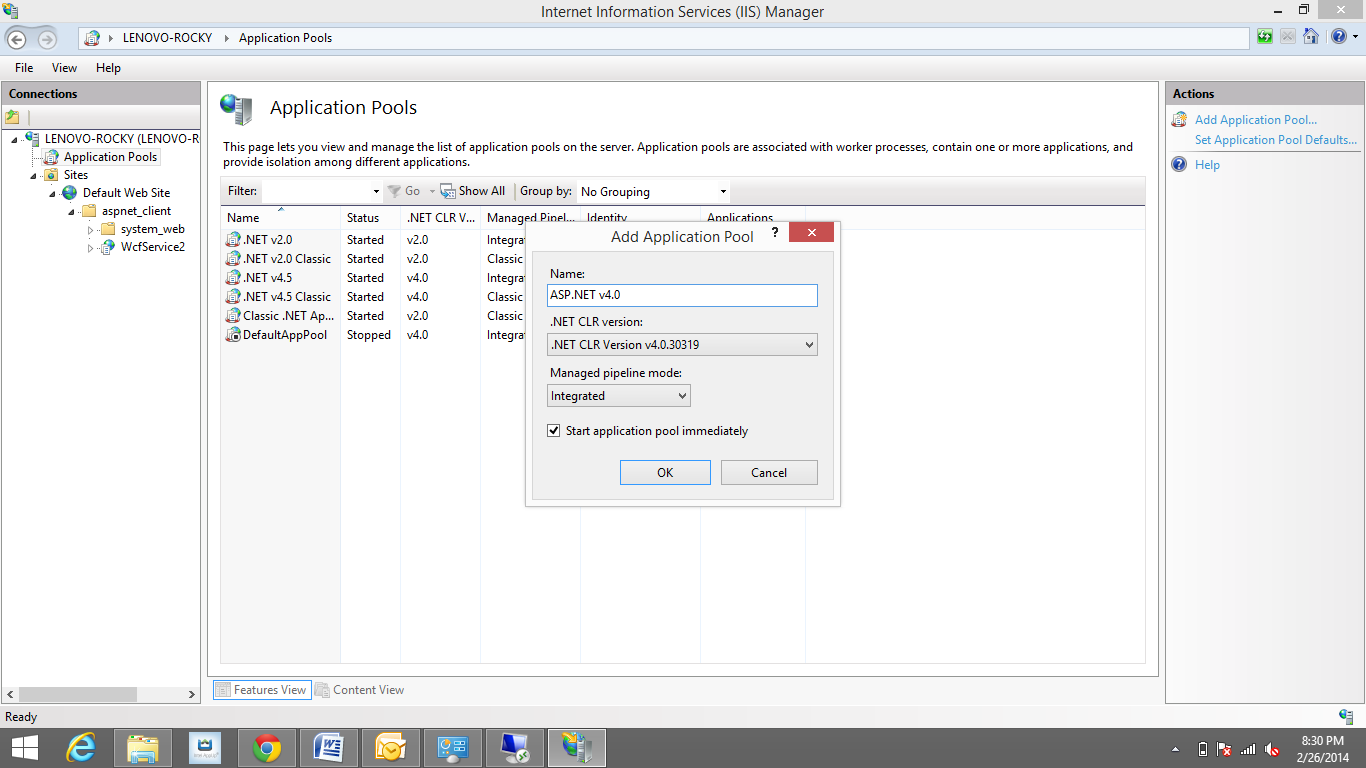 Internet Information Services (IIS) Manager
LENOVO-ROCKY Application Pools
File View Help
Connections
LENOVO-ROCKY (LENOVO-R
Application Pools
Sites
Default Web Site
aspnet_client
system_web
WcfService2
Application Pools
This page lets you view and manage the list of application pools on the server. Application pools are associated with worker processes, contain one or more applications, and
provide isolation among different applications.
Filter: Go Show All Group by: No Grouping
Name Status .NET CLR V... Managed Pipel... Identity Applications
.NET v2.0 Started v2.0 Integra
.NET v2.0 Classic Started v2.0 Classic
.NET v4.5 Started v4.0 Integra
.NET v4.5 Classic Started v4.0 Classic
Classic .NET Ap... Started v2.0 Classic
DefaultAppPool Stopped v4.0 Integra
Add Application Pool ?
Name:
ASP.NET v4.0
.NET CLR version:
.NET CLR Version v4.0.30319
Managed pipeline mode:
Integrated
Start application pool immediately
OK Cancel
Features View Content View
Actions
Add Application Pool...
Set Application Pool Defaults...
Help
Ready
8:30 PM
2/26/2014